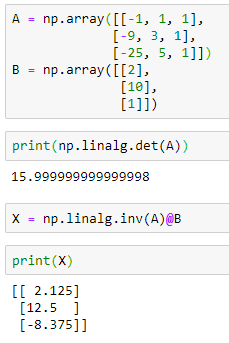 A = np.array([[-1, 1, 1],
              [-9, 3, 1],
              [-25, 5, 1]])
B = np.array([[2],
              [10],
              [1]])
print(np.linalg.det(A))
15.999999999999998
X = np.linalg.inv(A)@B
print(X)
[[ 2.125]
 [12.5  ]
 [-8.375]]